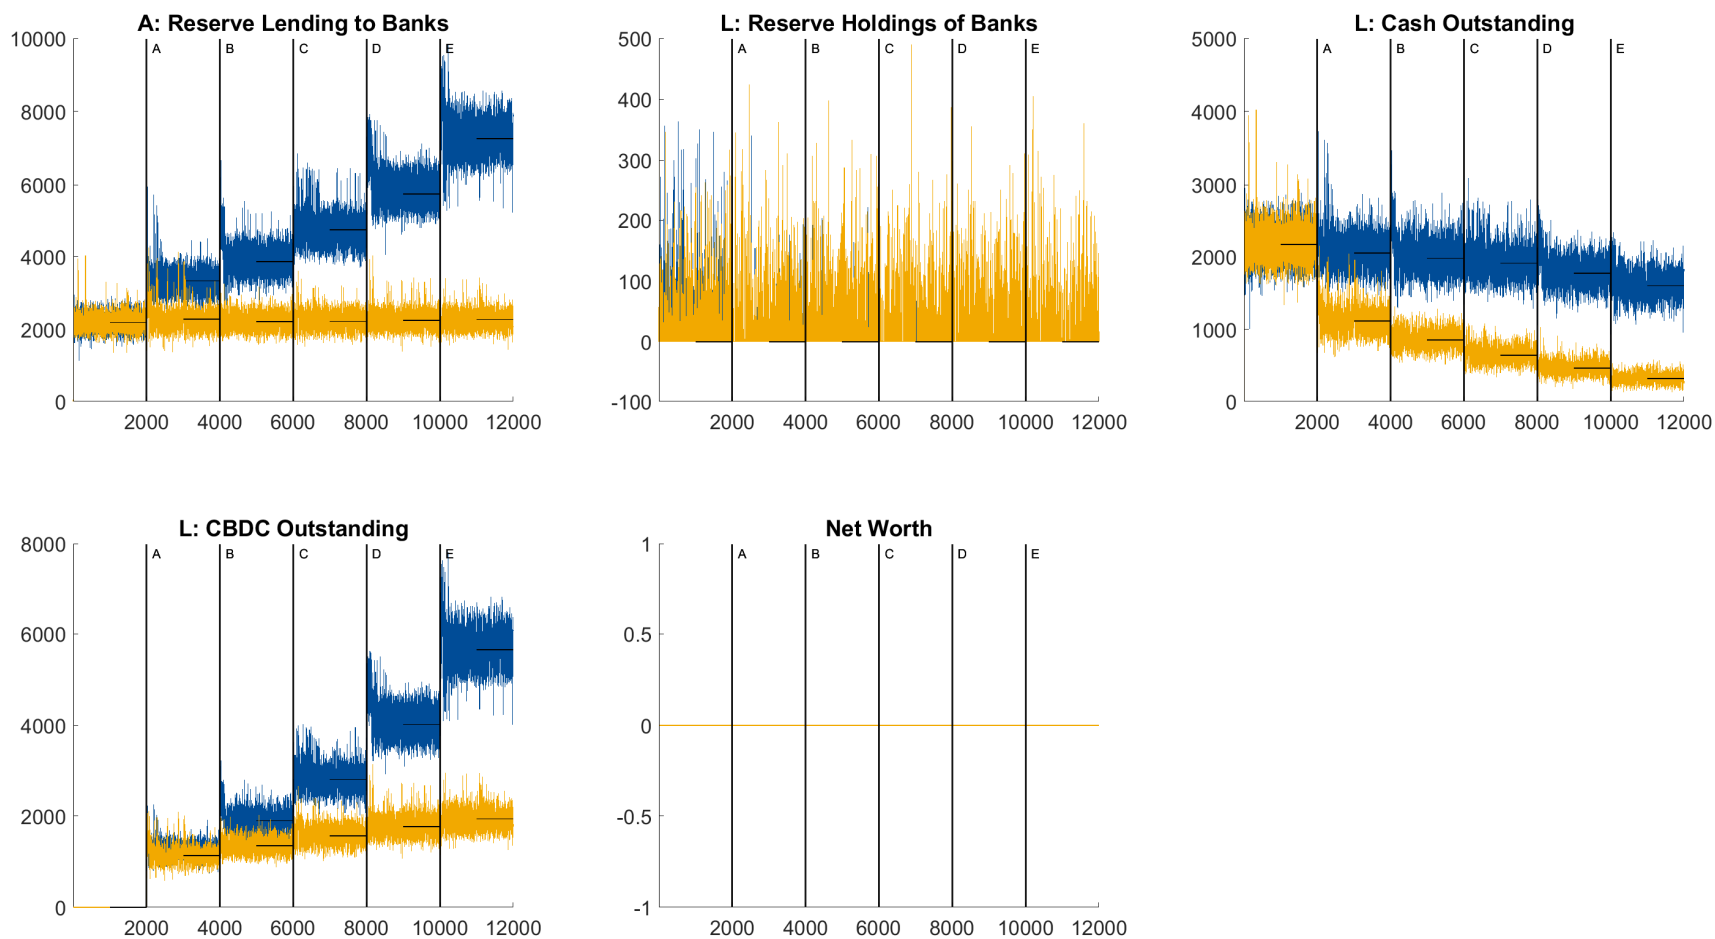 A: Reserve Lending to Banks
10000
8000
6000
4000
2000
0
A B C D E
2000 4000 6000 8000 10000 12000
L: Reserve Holdings of Banks
500
400
300
200
100
0
-100
A B C D E
2000 4000 6000 8000 10000 12000
L: Cash Outstanding
5000
4000
3000
2000
1000
0
A B C D E
2000 4000 6000 8000 10000 12000
L: CBDC Outstanding
8000
6000
4000
2000
0
A B C D E
2000 4000 6000 8000 10000 12000
Net Worth
1
0.5
0
-0.5
-1
A B C D E
2000 4000 6000 8000 10000 12000